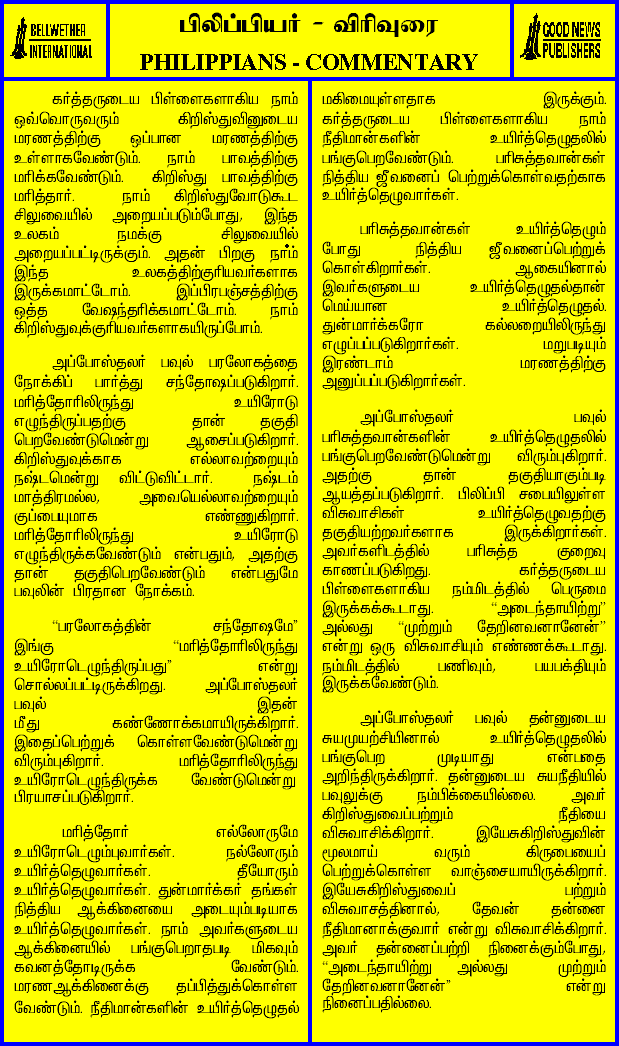 BELLWETHER
INTERNATIONAL
பிலிப்பியர் - விரிவுரை
PHILIPPIANS - COMMENTARY
GOOD NEWS
PUBLISHERS
கர்த்தருடைய பிள்ளைகளாகிய நாம்
ஒவ்வொருவரும் கிறிஸ்துவினுடைய
மரணத்திற்கு ஒப்பான மரணத்திற்கு
உள்ளாகவேண்டும். நாம் பாவத்திற்கு
மரிக்கவேண்டும். கிறிஸ்து பாவத்திற்கு
மரித்தார். நாம் கிறிஸ்துவோடுகூட
சிலுவையில் அறையப்படும்போது, இந்த
உலகம் நமக்கு சிலுவையில்
அறையப்பட்டிருக்கும். அதன் பிறகு நாம்
இந்த உலகத்திற்குரியவர்களாக
இருக்கமாட்டோம். இப்பிரபஞ்சத்திற்கு
ஒத்த வேஷந்தரிக்கமாட்டோம். நாம்
கிறிஸ்துவுக்குரியவர்களாகயிருப்போம்.
அப்போஸ்தலர் பவுல் பரலோகத்தை
நோக்கிப் பார்த்து சந்தோஷப்படுகிறார்.
மரித்தோரிலிருந்து உயிரோடு
எழுந்திருப்பதற்கு தான் தகுதி
பெறவேண்டுமென்று ஆசைப்படுகிறார்.
கிறிஸ்துவுக்காக எல்லாவற்றையும்
நஷ்டமென்று விட்டுவிட்டார். நஷ்டம்
மாத்திரமல்ல, அவையெல்லாவற்றையும்
குப்பையுமாக எண்ணுகிறார்.
மரித்தோரிலிருந்து உயிரோடு
எழுந்திருக்கவேண்டும் என்பதும், அதற்கு
தான் தகுதிபெறவேண்டும் என்பதுமே
பவுலின் பிரதான நோக்கம்.
“பரலோகத்தின் சந்தோஷமே”
இங்கு “மரித்தோரிலிருந்து
உயிரோடெழுந்திருப்பது” என்று
சொல்லப்பட்டிருக்கிறது. அப்போஸ்தலர்
பவுல் இதன்
மீது கண்ணோக்கமாயிருக்கிறார்.
இதைப்பெற்றுக் கொள்ளவேண்டுமென்று
விரும்புகிறார். மரித்தோரிலிருந்து
உயிரோடெழுந்திருக்க வேண்டுமென்று
பிரயாசப்படுகிறார்.
மரித்தோர் எல்லோருமே
உயிரோடெழும்புவார்கள். நல்லோரும்
உயிர்த்தெழுவார்கள். தீயோரும்
உயிர்த்தெழுவார்கள். துன்மார்க்கர் தங்கள்
நித்திய ஆக்கினையை அடையும்படியாக
உயிர்த்தெழுவார்கள். நாம் அவர்களுடைய
ஆக்கினையில் பங்குபெறாதபடி மிகவும்
கவனத்தோடிருக்க வேண்டும்.
மரணஆக்கினைக்கு தப்பித்துக்கொள்ள
வேண்டும். நீதிமான்களின் உயிர்த்தெழுதல்
மகிமையுள்ளதாக இருக்கும்.
கர்த்தருடைய பிள்ளைகளாகிய நாம்
நீதிமான்களின் உயிர்த்தெழுதலில்
பங்குபெறவேண்டும். பரிசுத்தவான்கள்
நித்திய ஜீவனைப் பெற்றுக்கொள்வதற்காக
உயிர்த்தெழுவார்கள்.
பரிசுத்தவான்கள் உயிர்த்தெழும்
போது நித்திய ஜீவனைப்பெற்றுக்
கொள்கிறார்கள். ஆகையினால்
இவர்களுடைய உயிர்த்தெழுதல்தான்
மெய்யான உயிர்த்தெழுதல்.
துன்மார்க்கரோ கல்லறையிலிருந்து
எழுப்பப்படுகிறார்கள். மறுபடியும்
இரண்டாம் மரணத்திற்கு
அனுப்பப்படுகிறார்கள்.
அப்போஸ்தலர் பவுல்
பரிசுத்தவான்களின் உயிர்த்தெழுதலில்
பங்குபெறவேண்டுமென்று விரும்புகிறார்.
அதற்கு தான் தகுதியாகும்படி
ஆயத்தப்படுகிறார். பிலிப்பி சபையிலுள்ள
விசுவாசிகள் உயிர்த்தெழுவதற்கு
தகுதியற்றவர்களாக இருக்கிறார்கள்.
அவர்களிடத்தில் பரிசுத்த குறைவு
காணப்படுகிறது. கர்த்தருடைய
பிள்ளைகளாகிய நம்மிடத்தில் பெருமை
இருக்கக்கூடாது. “அடைந்தாயிற்று”
அல்லது “முற்றும் தேறினவனானேன்”
என்று ஒரு விசுவாசியும் எண்ணக்கூடாது.
நம்மிடத்தில் பணிவும், பயபக்தியும்
இருக்கவேண்டும்.
அப்போஸ்தலர் பவுல் தன்னுடைய
சுயமுயற்சியினால் உயிர்த்தெழுதலில்
பங்குபெற முடியாது என்பதை
அறிந்திருக்கிறார். தன்னுடைய சுயநீதியில்
பவுலுக்கு நம்பிக்கையில்லை. அவர்
கிறிஸ்துவைப்பற்றும் நீதியை
விசுவாசிக்கிறார். இயேசுகிறிஸ்துவின்
மூலமாய் வரும் கிருபையைப்
பெற்றுக்கொள்ள வாஞ்சையாயிருக்கிறார்.
இயேசுகிறிஸ்துவைப் பற்றும்
விசுவாசத்தினால், தேவன் தன்னை
நீதிமானாக்குவார் என்று விசுவாசிக்கிறார்.
அவர் தன்னைப்பற்றி நினைக்கும்போது,
“அடைந்தாயிற்று அல்லது முற்றும்
தேறினவனானேன்” என்று
நினைப்பதில்லை.